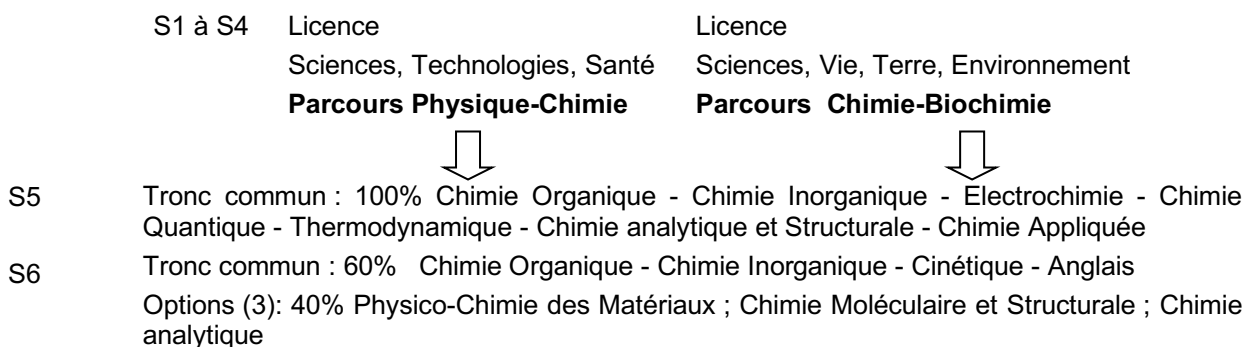 S1 à S4 Licence Licence
Sciences, Technologies, Santé Sciences, Vie, Terre, Environnement
Parcours Physique-Chimie Parcours Chimie-Biochimie
S5 Tronc commun : 100% Chimie Organique - Chimie Inorganique - Electrochimie - Chimie
Quantique - Thermodynamique - Chimie analytique et Structurale - Chimie Appliquée
S6 Tronc commun : 60% Chimie Organique - Chimie Inorganique - Cinétique - Anglais
Options (3): 40% Physico-Chimie des Matériaux ; Chimie Moléculaire et Structurale ; Chimie
analytique